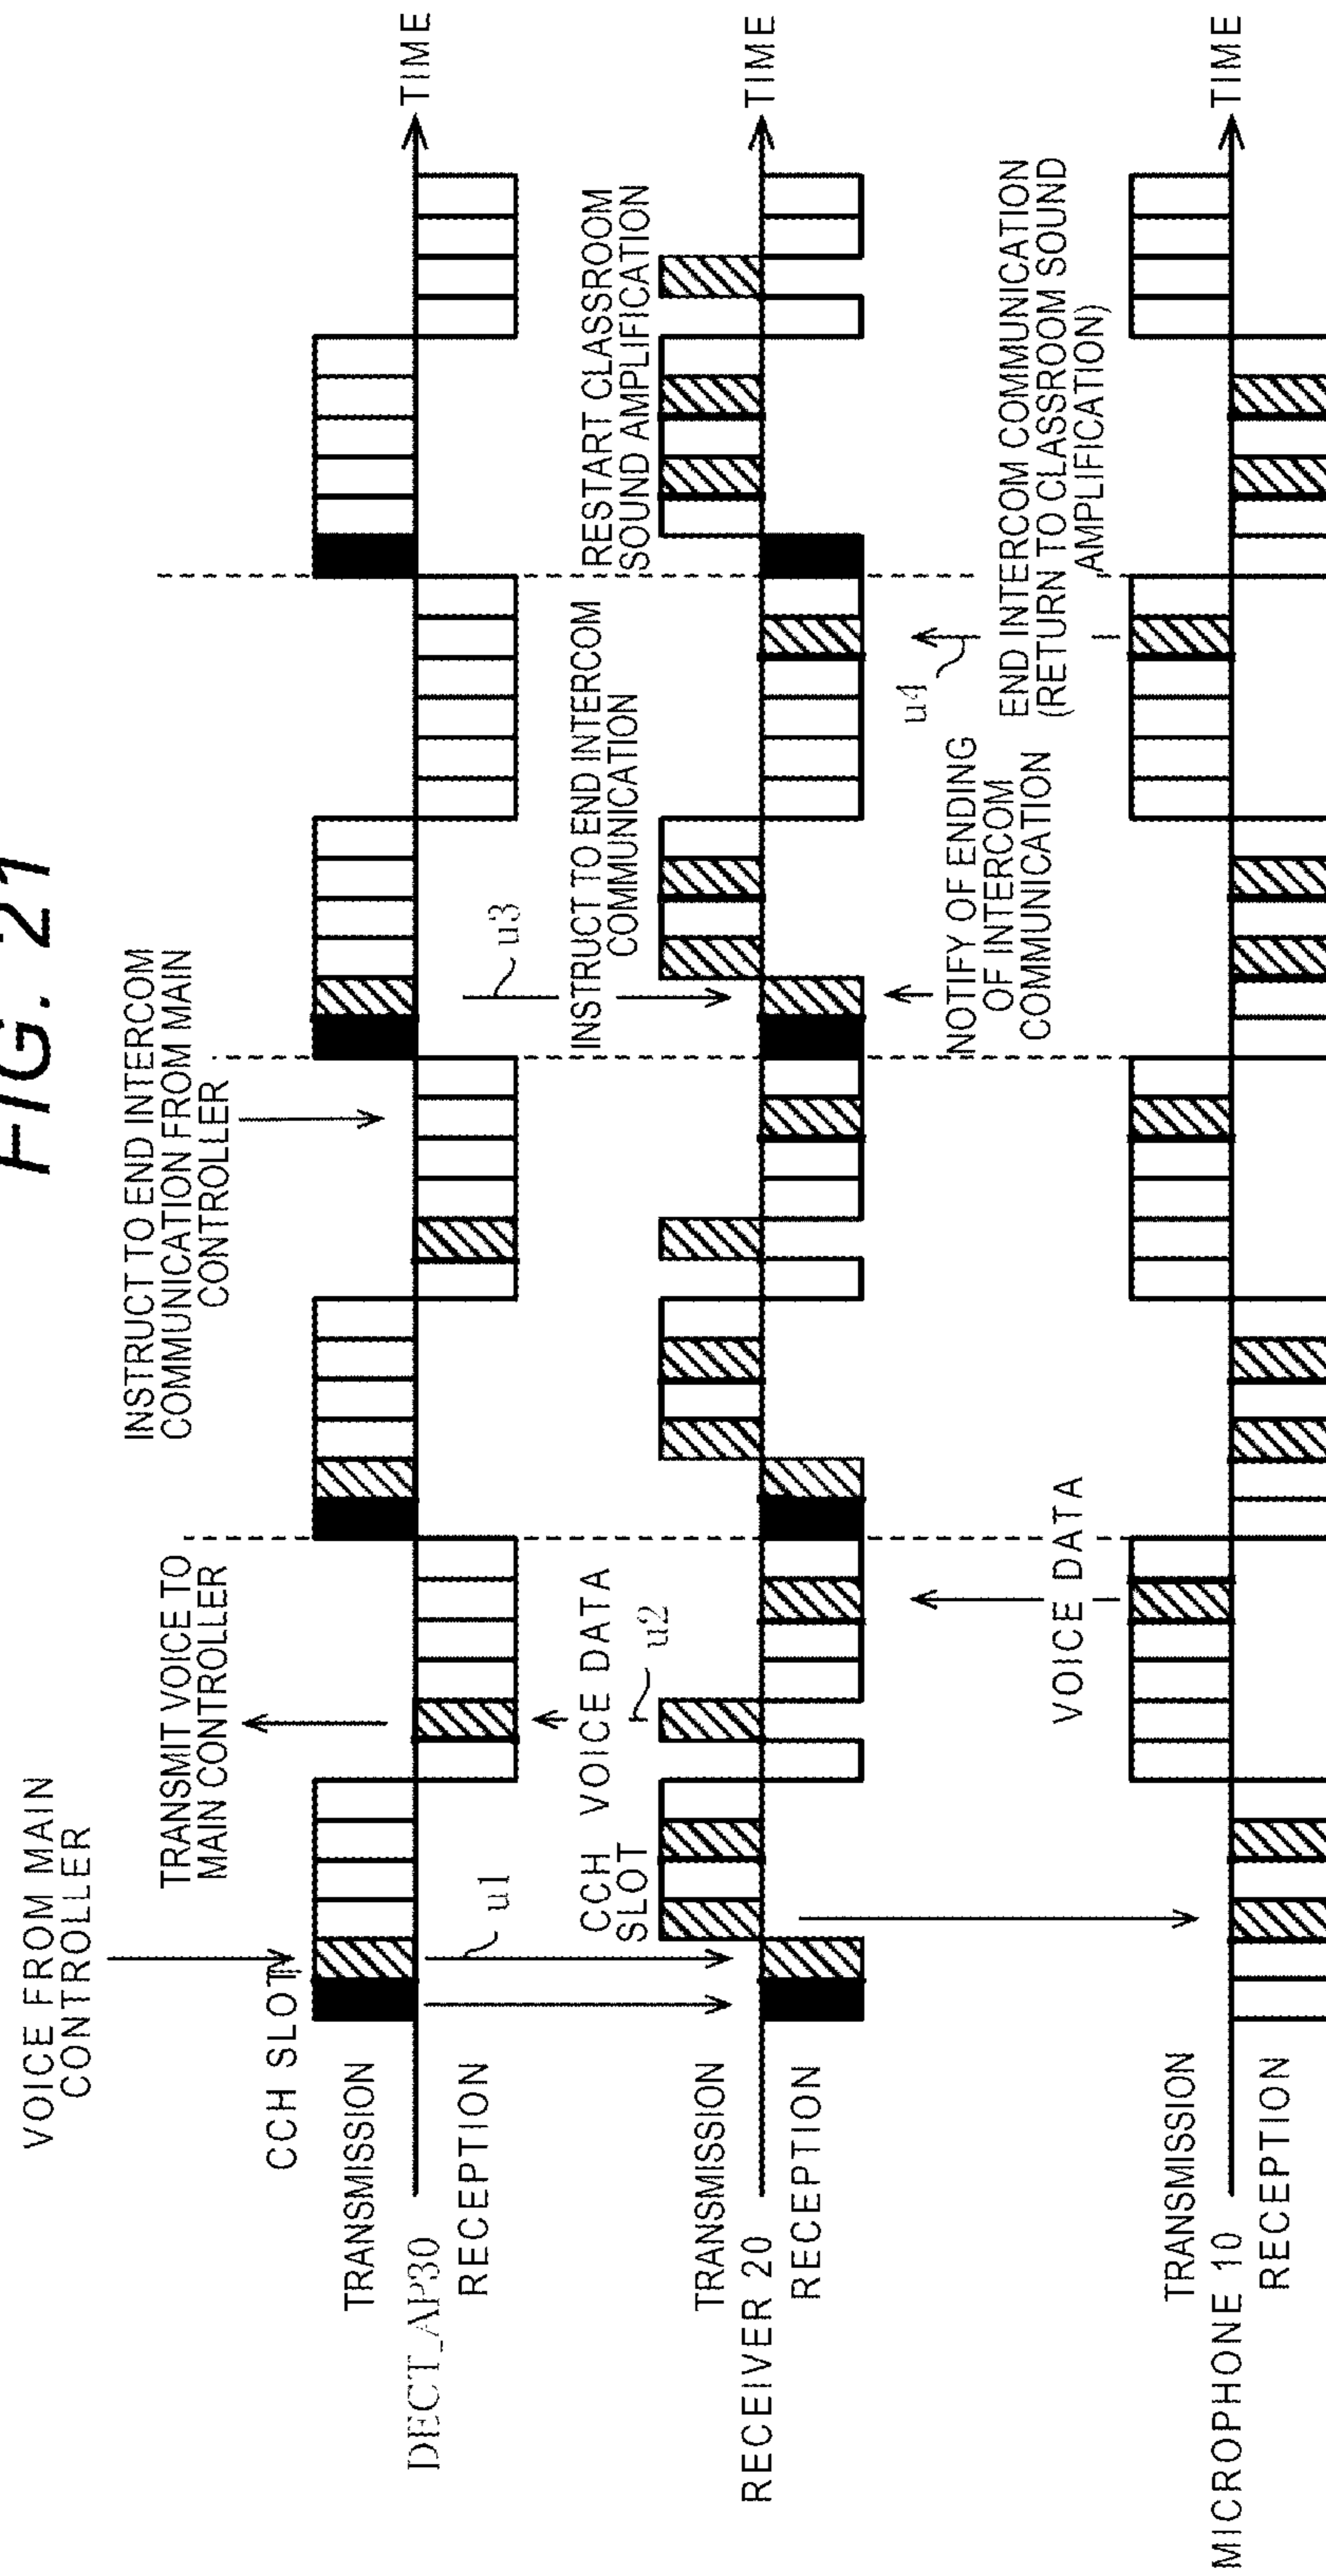 FIG. 21
VOICE FROM MAIN
CONTROLLER
TRANSMIT VOICE TO
MAIN CONTROLLER
INSTRUCT TO END INTERCOM
COMMUNICATION FROM MAIN
CONTROLLER
CCH SLOT
TRANSMISSION
DECT_AP30
RECEPTION
TIME
u1
u3
CCH
SLOT
VOICE DATA
u2
INSTRUCT TO END INTERCOM
COMMUNICATION
RESTART CLASSROOM
SOUND AMPLIFICATION
TRANSMISSION
RECEIVER 20
RECEPTION
TIME
u4
VOICE DATA
NOTIFY OF ENDING
OF INTERCOM
COMMUNICATION
END INTERCOM COMMUNICATION
(RETURN TO CLASSROOM SOUND
AMPLIFICATION)
TRANSMISSION
MICROPHONE 10
RECEPTION
TIME